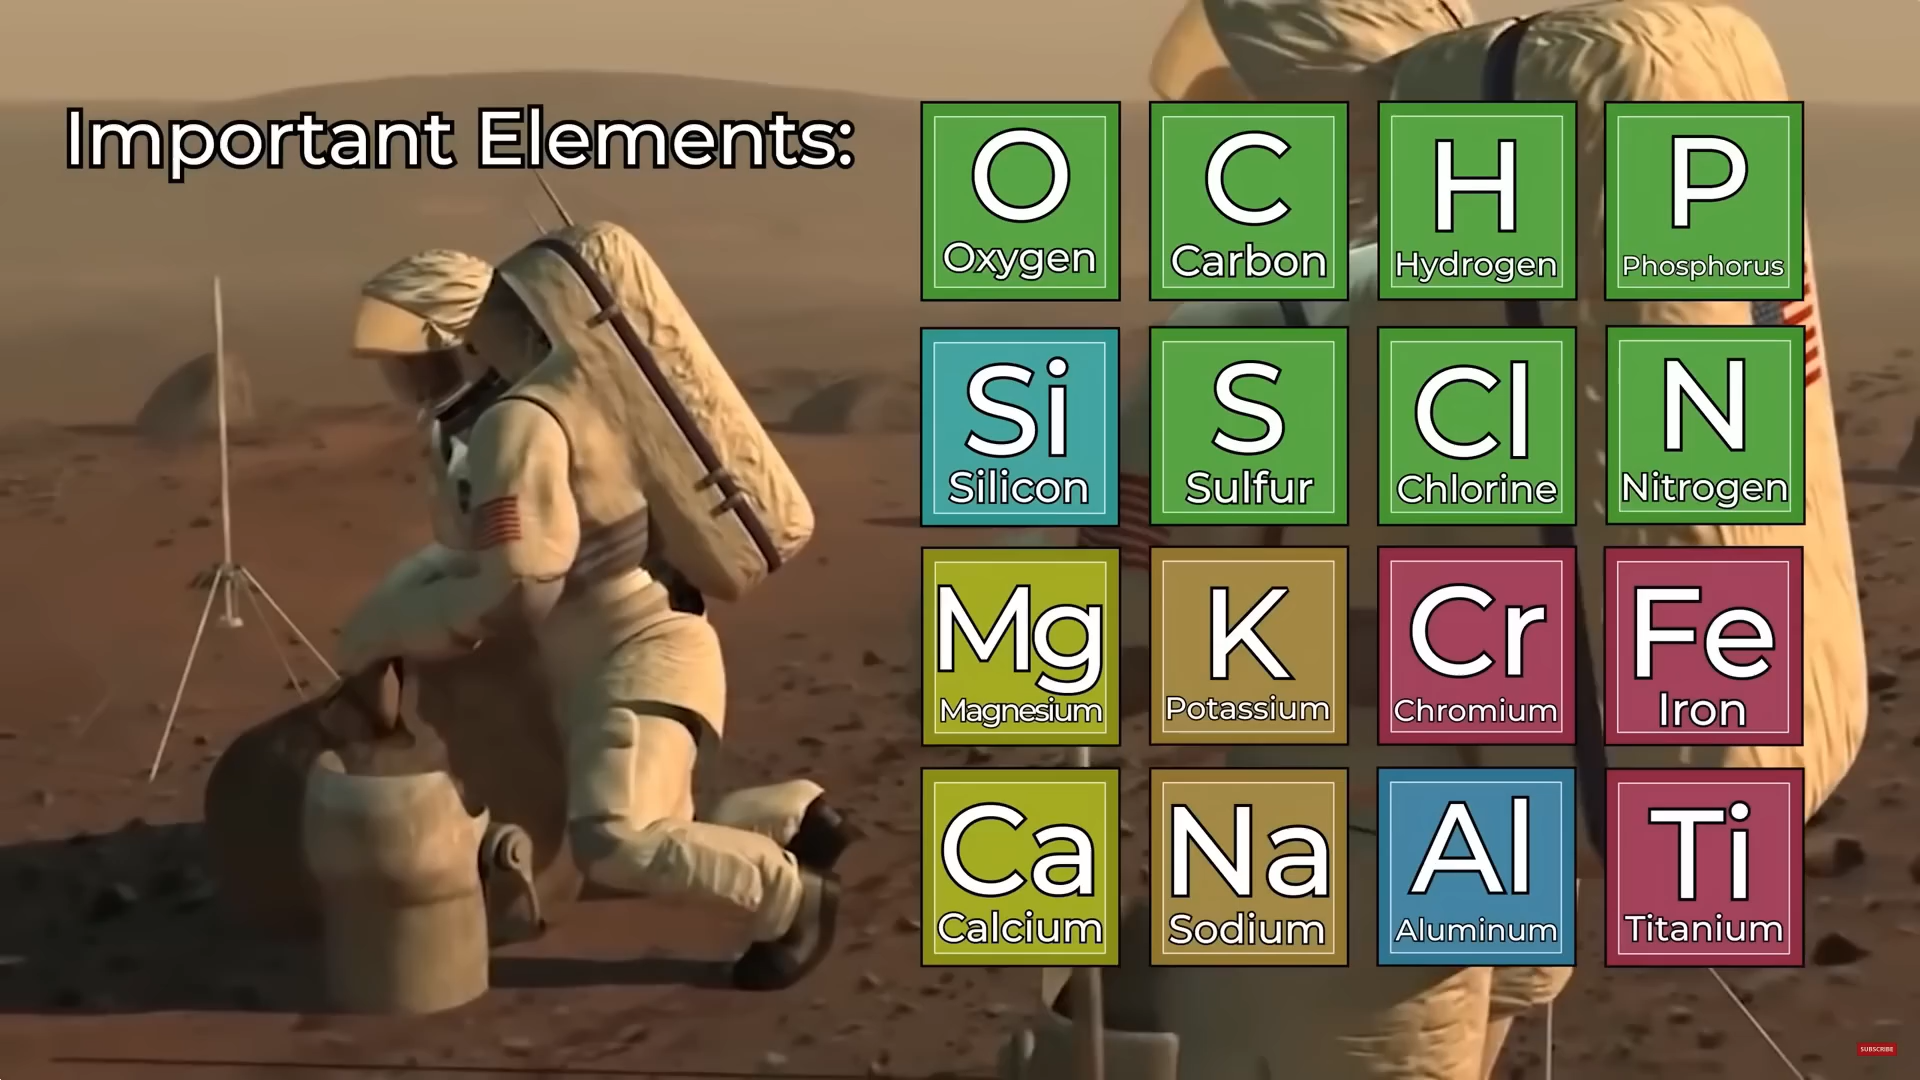 Important Elements:
O
Oxygen
C
Carbon
H
Hydrogen
P
Phosphorus
Si
Silicon
S
Sulfur
Cl
Chlorine
N
Nitrogen
Mg
Magnesium
K
Potassium
Cr
Chromium
Fe
Iron
Ca
Calcium
Na
Sodium
Al
Aluminum
Ti
Titanium
SUBSCRIBE